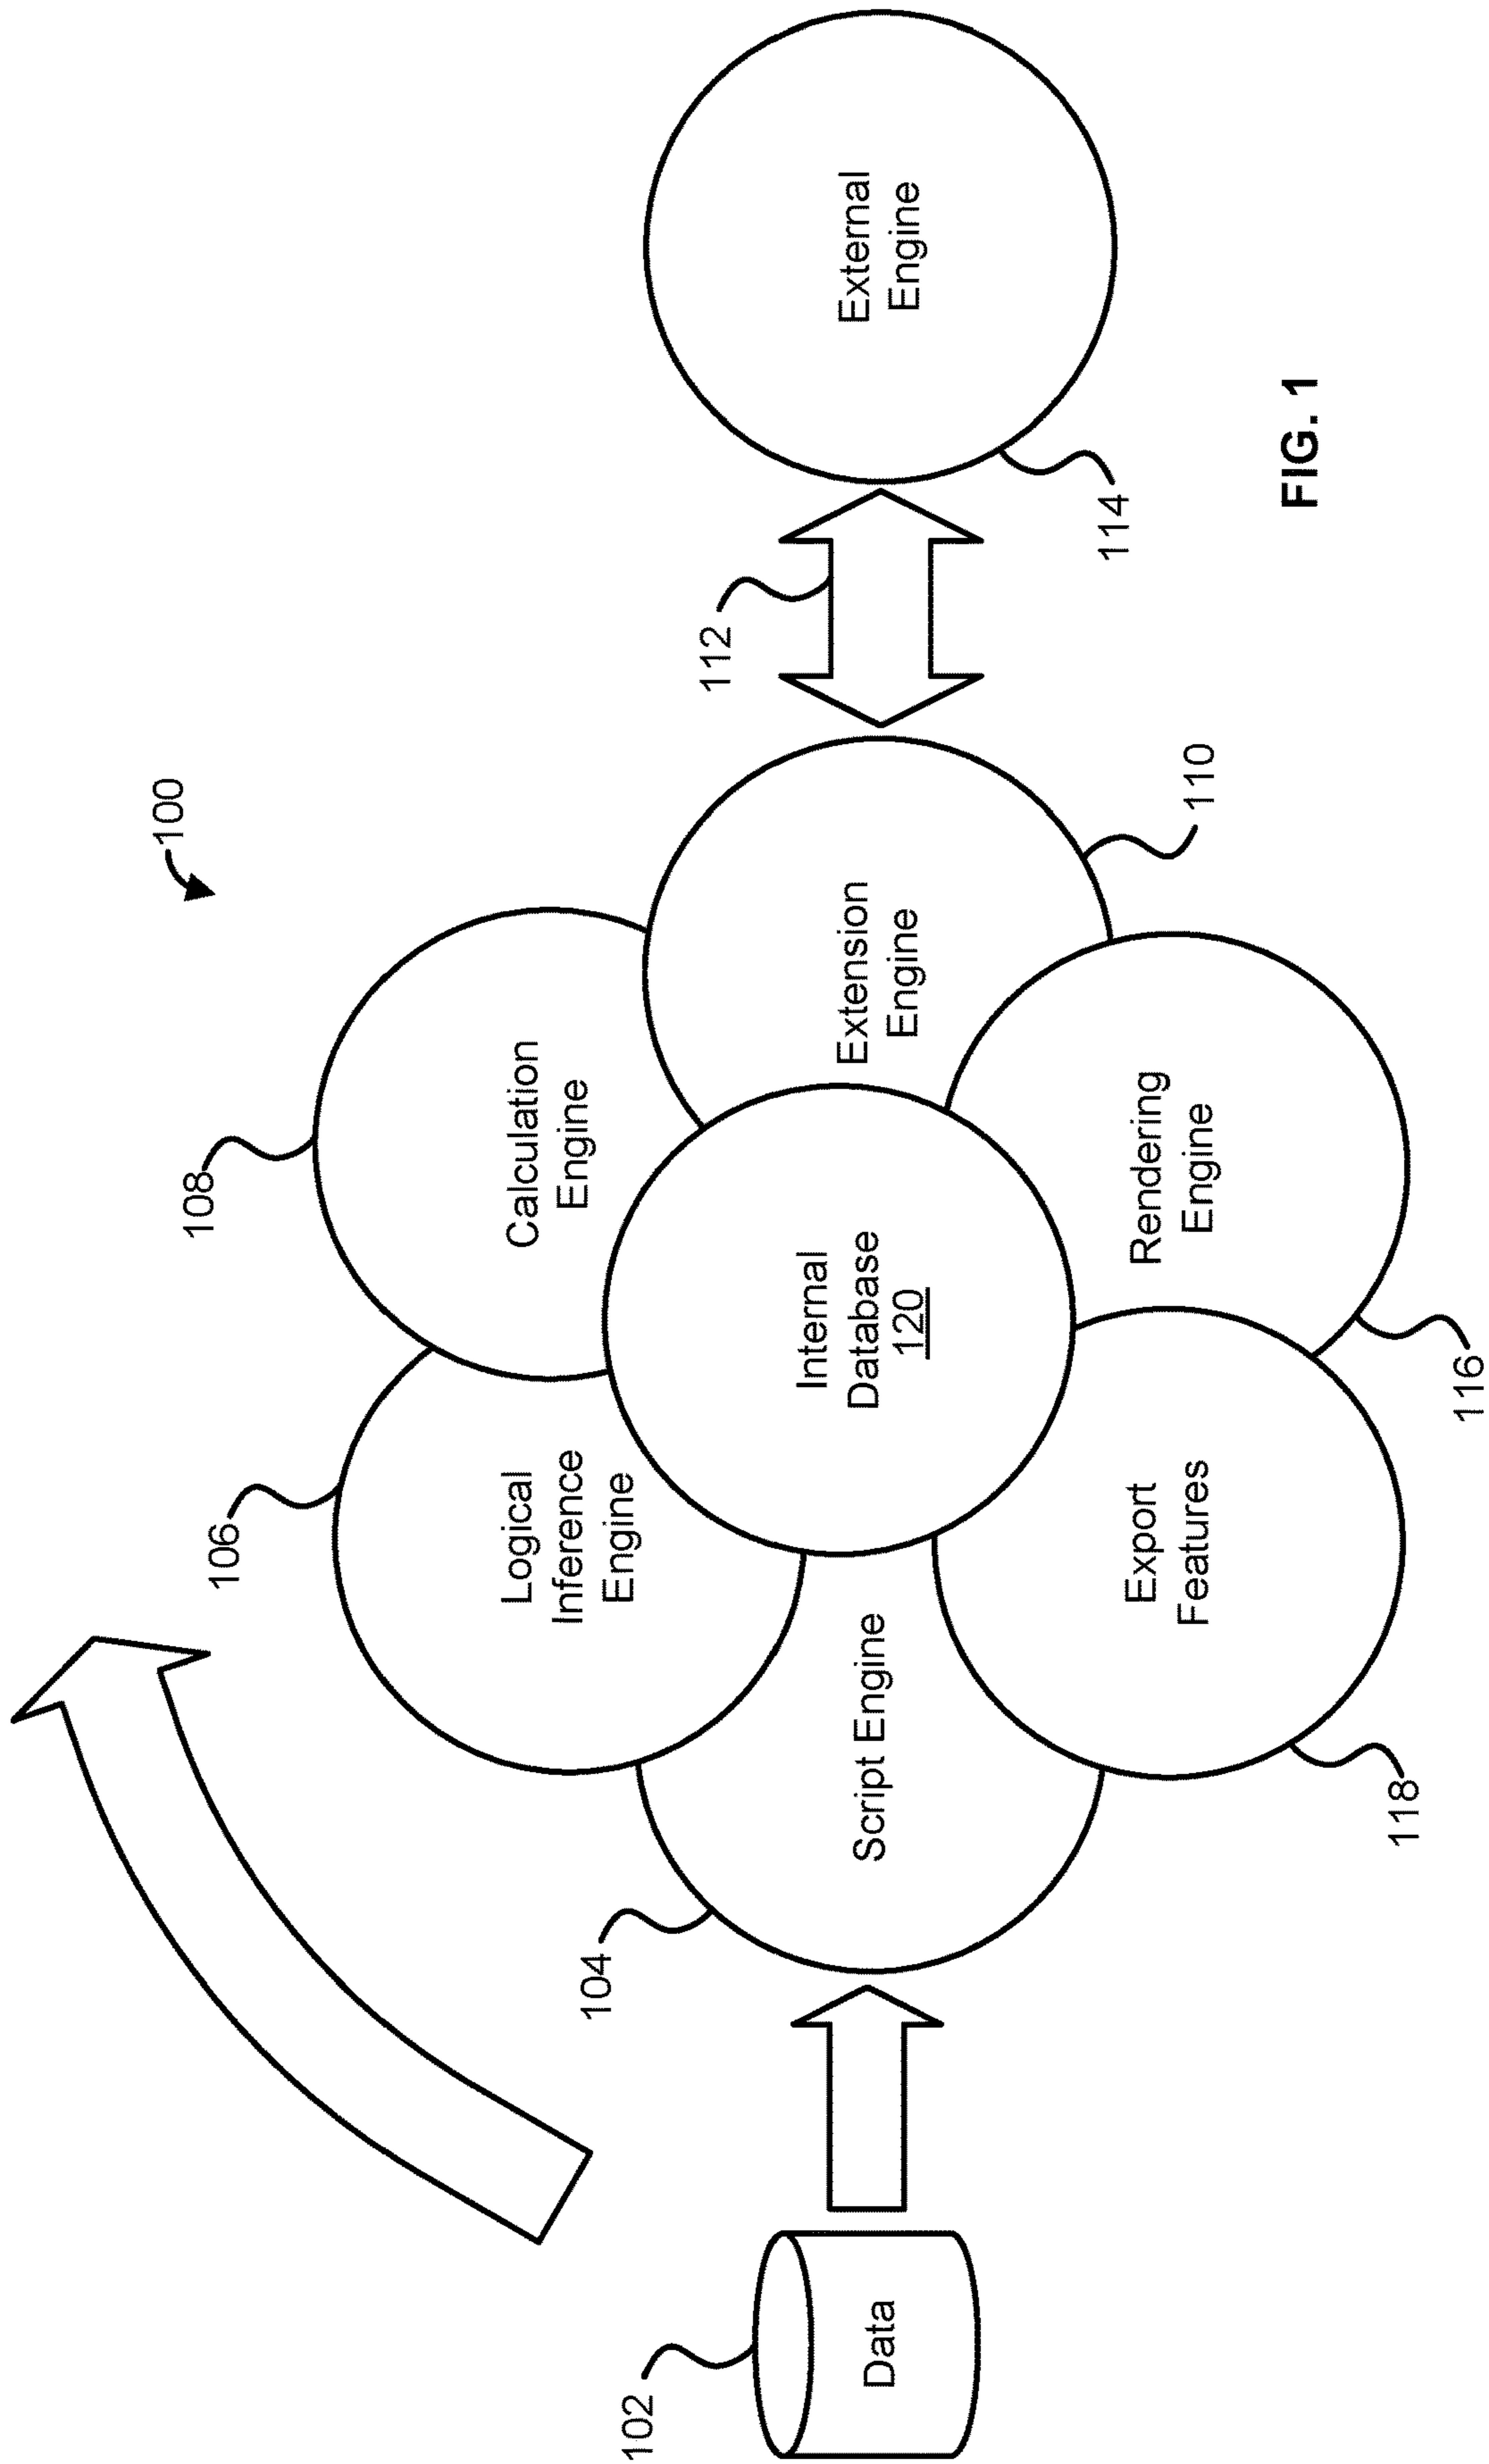 100
108
Calculation
Engine
106
Logical
Inference
Engine
112
External
Engine
Extension
Engine
Internal
Database
120
Script Engine
104
102
Data
110
114
Rendering
Engine
Export
Features
116
118
FIG. 1